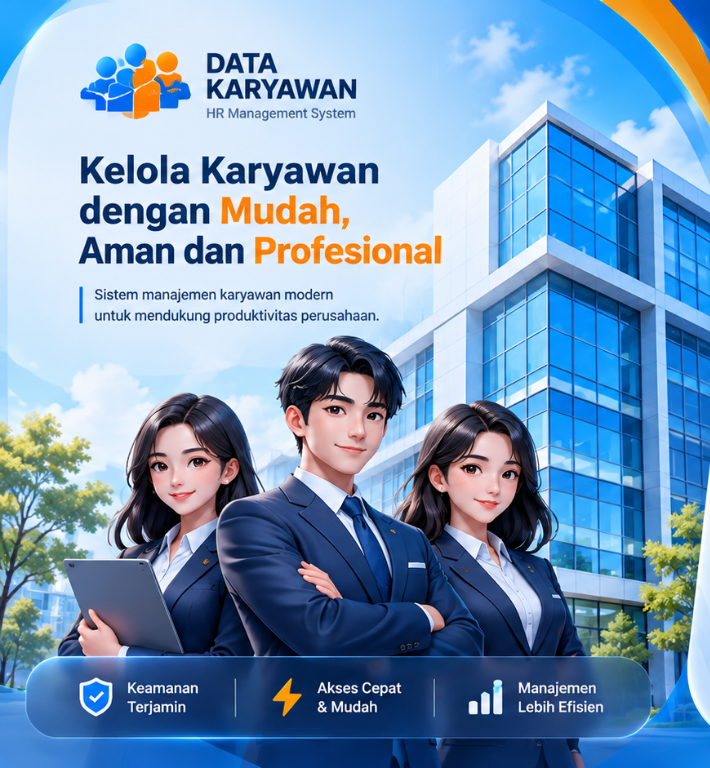 DATA
KARYAWAN
HR Management System
Kelola Karyawan
dengan Mudah,
Aman dan Profesional
Sistem manajemen karyawan modern
untuk mendukung produktivitas perusahaan.
Keamanan
Terjamin
Akses Cepat
& Mudah
Manajemen
Lebih Efisien